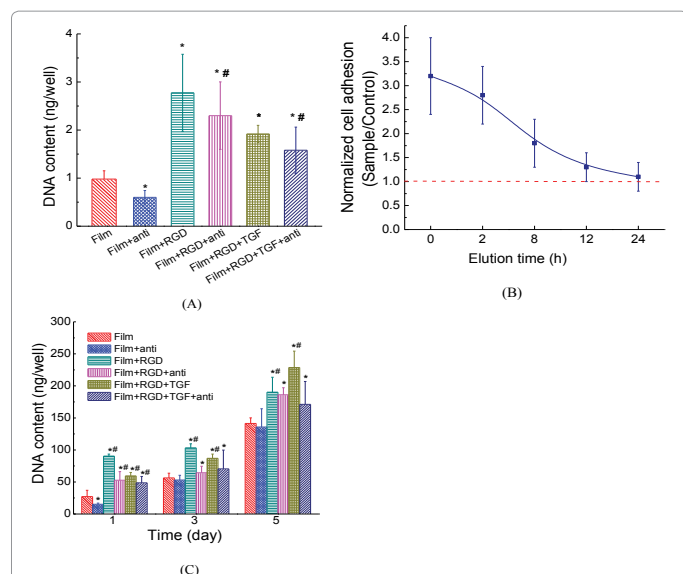 (A)
DNA content (ng/well)
4
3
2
1
0
*
*
* #
*
* #
Film
Film+anti
Film+RGD
Film+RGD+anti
Film+RGD+TGF
Film+RGD+TGF+anti
(A)
(B)
Normalized cell adhesion
(Sample/Control)
4.0
3.5
3.0
2.5
2.0
1.5
1.0
0.5
0.0
0 2 8 12 24
Elution time (h)
(B)
(C)
DNA content (ng/well)
300
250
200
150
100
50
0
Film
Film+anti
Film+RGD
Film+RGD+anti
Film+RGD+TGF
Film+RGD+TGF+anti
*#
*
*#
*#
*#
*#
*
*#
*
*#
*
*#
*
1 3 5
Time (day)
(C)